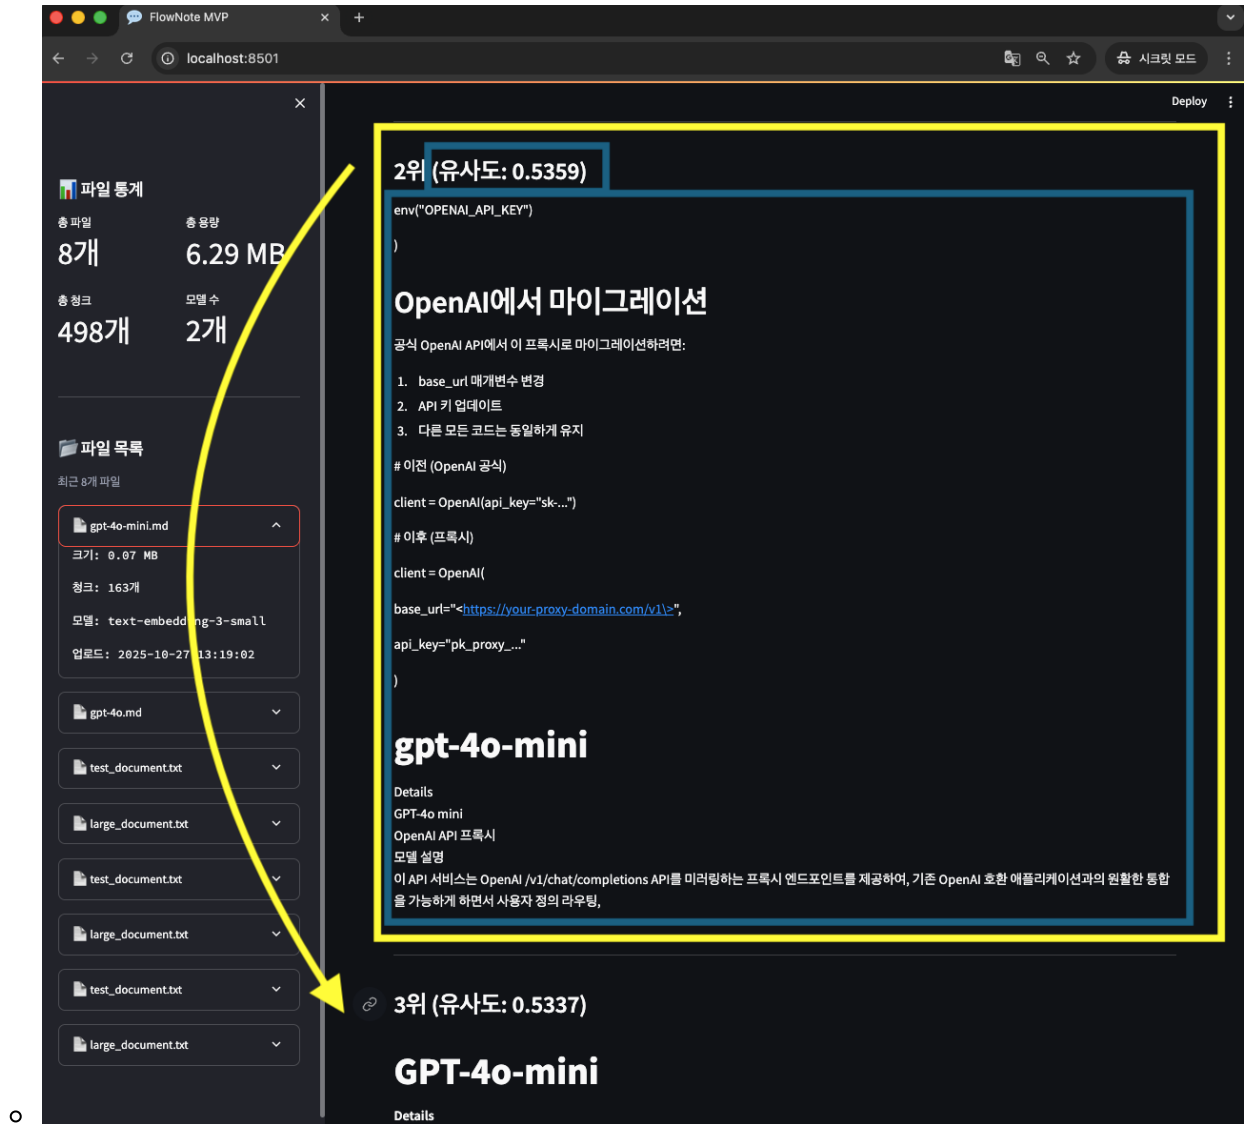 FlowNote MVP
localhost:8501
시크릿 모드
Deploy
파일 통계
총 파일
총 용량
8개
6.29 MB
총 청크
모델 수
498개
2개
파일 목록
최근 8개 파일
gpt-4o-mini.md
크기: 0.07 MB
청크: 163개
모델: text-embedding-3-small
업로드: 2025-10-27 13:19:02
gpt-4o.md
test_document.txt
large_document.txt
test_document.txt
large_document.txt
test_document.txt
large_document.txt
2위 (유사도: 0.5359)
env("OPENAI_API_KEY")
)
OpenAI에서 마이그레이션
공식 OpenAI API에서 이 프록시로 마이그레이션하려면:
1. base_url 매개변수 변경
2. API 키 업데이트
3. 다른 모든 코드는 동일하게 유지
# 이전 (OpenAI 공식)
client = OpenAI(api_key="sk-...")
# 이후 (프록시)
client = OpenAI(
base_url="<https://your-proxy-domain.com/v1\>",
api_key="pk_proxy_..."
)
gpt-4o-mini
Details
GPT-4o mini
OpenAI API 프록시
모델 설명
이 API 서비스는 OpenAI /v1/chat/completions API를 미러링하는 프록시 엔드포인트를 제공하여, 기존 OpenAI 호환 애플리케이션과의 원활한 통합
을 가능하게 하면서 사용자 정의 라우팅,
3위 (유사도: 0.5337)
GPT-4o-mini
Details